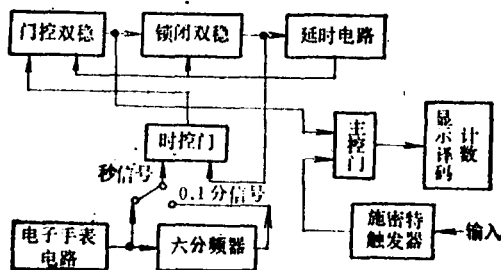 门控双稳
锁闭双稳
延时电路
时控门
主控门
显示译码
计数
秒信号
0.1分信号
电子手表
电路
六分频器
施密特
触发器
输入